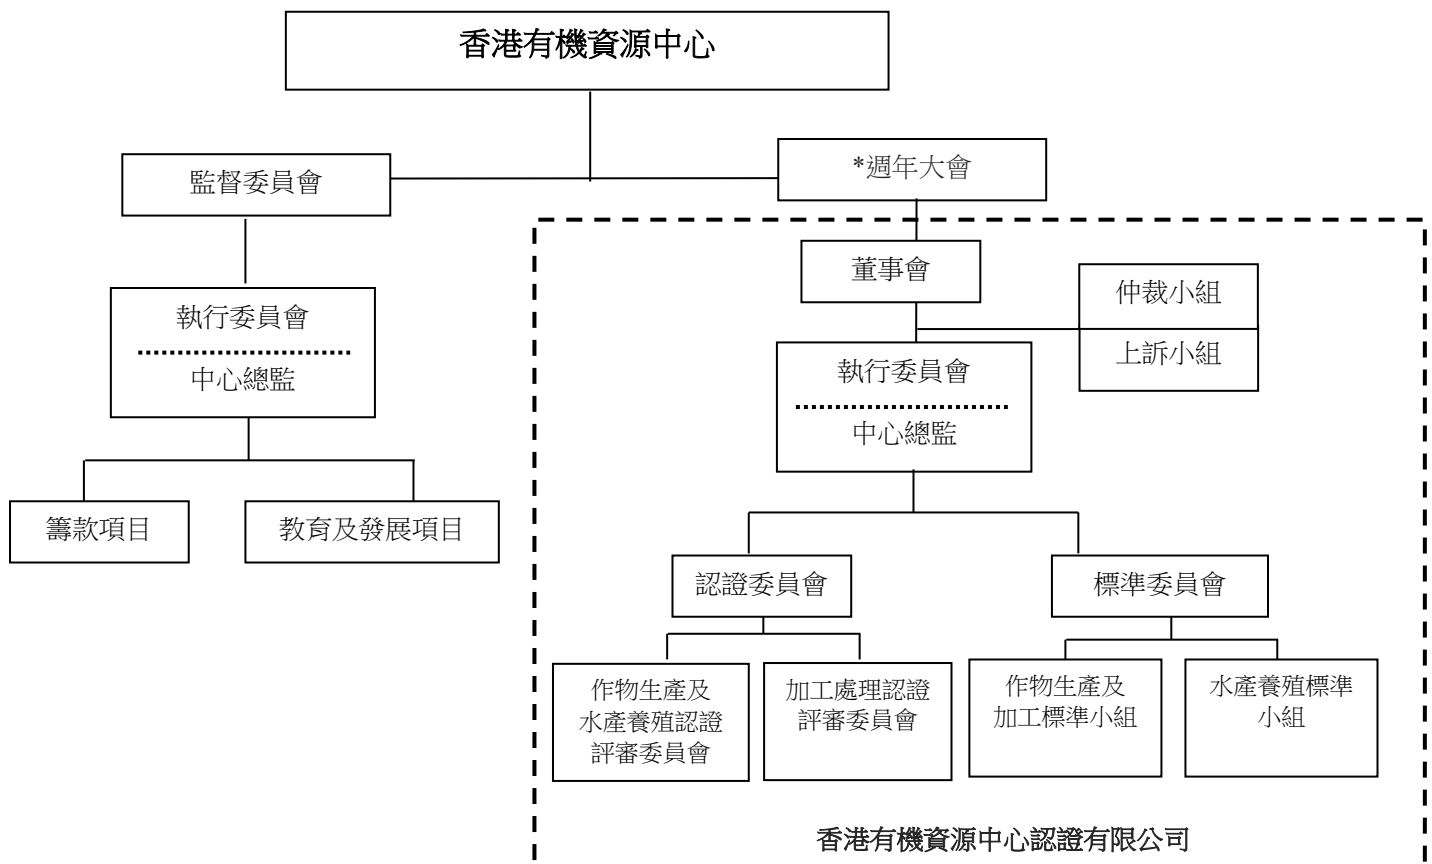 香港有機資源中心
監督委員會
*週年大會
董事會
仲裁小組
上訴小組
執行委員會
中心總監
執行委員會
中心總監
籌款項目
教育及發展項目
認證委員會
標準委員會
作物生產及
水產養殖認證
評審委員會
加工處理認證
評審委員會
作物生產及
加工標準小組
水產養殖標準
小組
香港有機資源中心認證有限公司